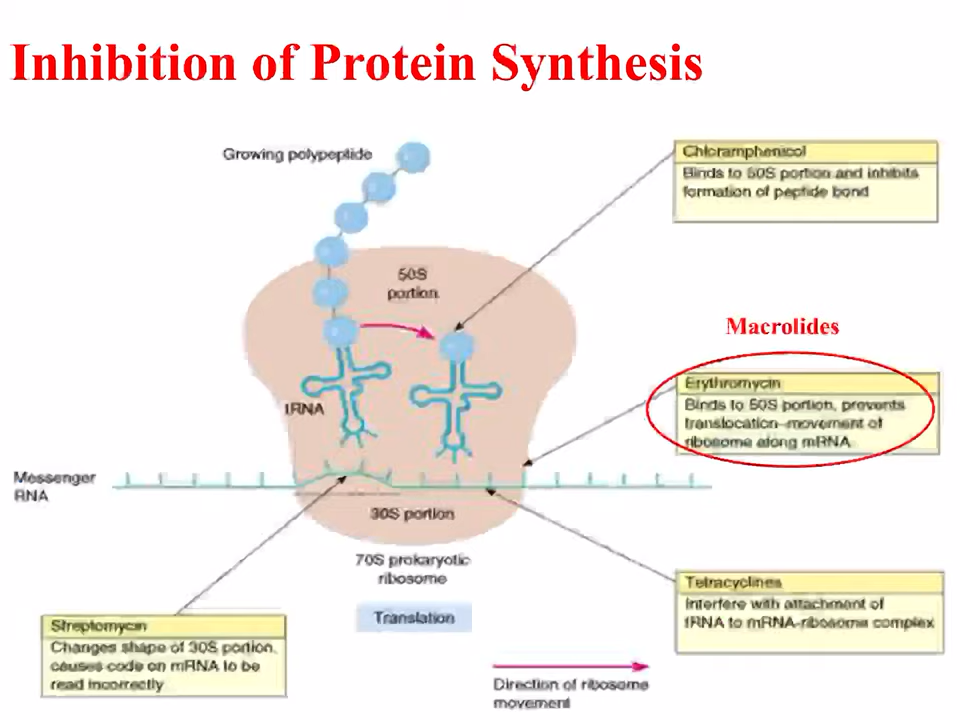 Inhibition of Protein Synthesis
Growing polypeptide
Chloramphenicol
Binds to 50S portion and inhibits
formation of peptide bond
50S
portion
Macrolides
Erythromycin
Binds to 50S portion, prevents
translocation–movement of
ribosome along mRNA
tRNA
Messenger
RNA
30S portion
70S prokaryotic
ribosome
Translation
Tetracyclines
Interfere with attachment of
tRNA to mRNA-ribosome complex
Streptomycin
Changes shape of 30S portion,
causes code on mRNA to be
read incorrectly
Direction of ribosome
movement